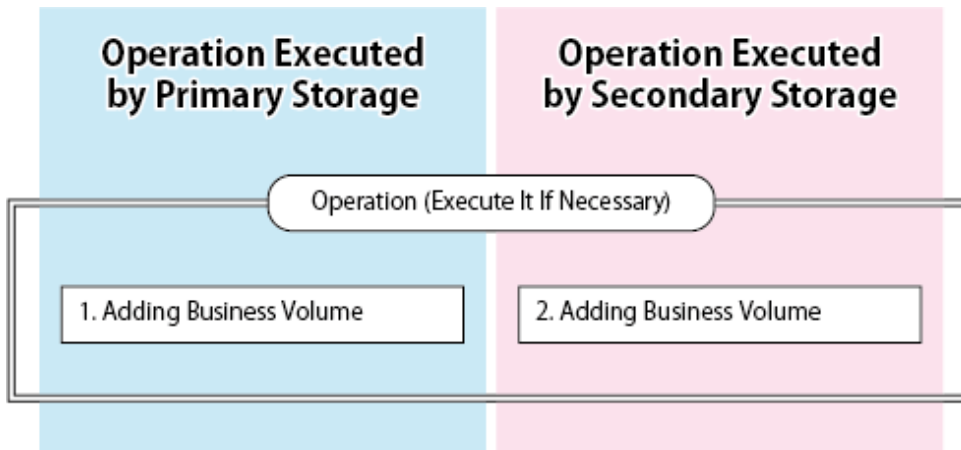 Operation Executed
by Primary Storage
Operation Executed
by Secondary Storage
Operation (Execute It If Necessary)
1. Adding Business Volume
2. Adding Business Volume